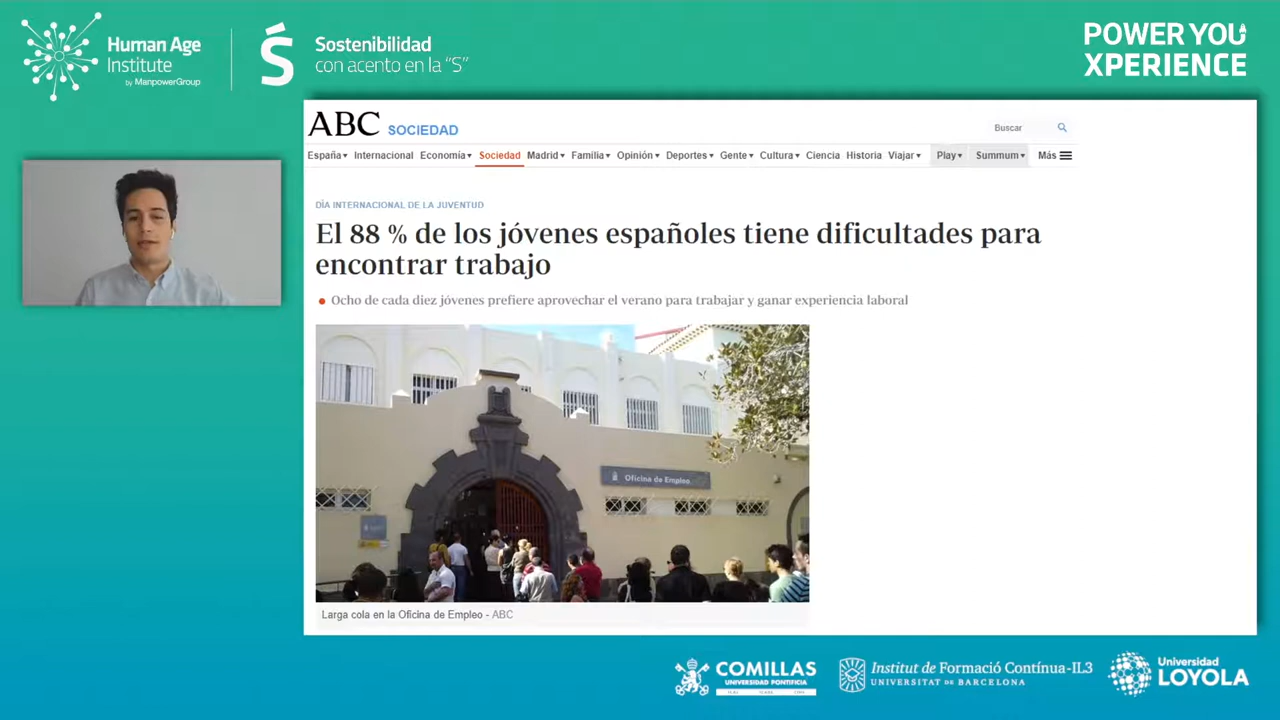 Human Age
Institute
by ManpowerGroup
Ś
Sostenibilidad
con acento en la “S”
POWER YOU
XPERIENCE
ABC SOCIEDAD
Buscar
España Internacional Economía Sociedad Madrid Familia Opinión Deportes Gente Cultura Ciencia Historia Viajar Play Summum Más
DÍA INTERNACIONAL DE LA JUVENTUD
El 88 % de los jóvenes españoles tiene dificultades para
encontrar trabajo
Ocho de cada diez jóvenes prefiere aprovechar el verano para trabajar y ganar experiencia laboral
Oficina de Empleo
Larga cola en la Oficina de Empleo - ABC
COMILLAS
UNIVERSIDAD PONTIFICIA
ICAI ICADE CIHS
Institut de Formació Contínua-IL3
UNIVERSITAT DE BARCELONA
Universidad
LOYOLA